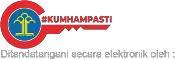 #KUMHAMPASTI
Ditandatangani secara elektronik oleh :